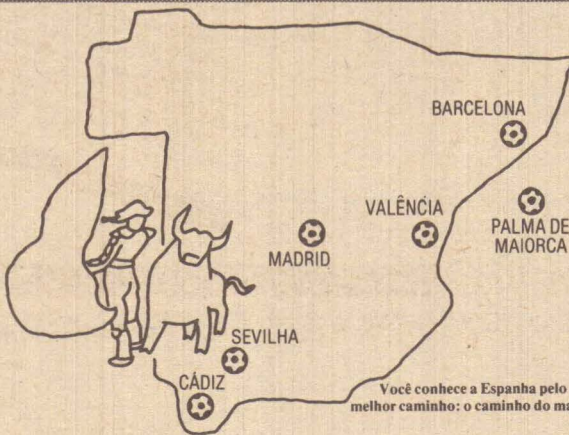 BARCELONA
VALÊNCIA
PALMA DE
MAIORCA
MADRID
SEVILHA
CÁDIZ
Você conhece a Espanha pelo
melhor caminho: o caminho do